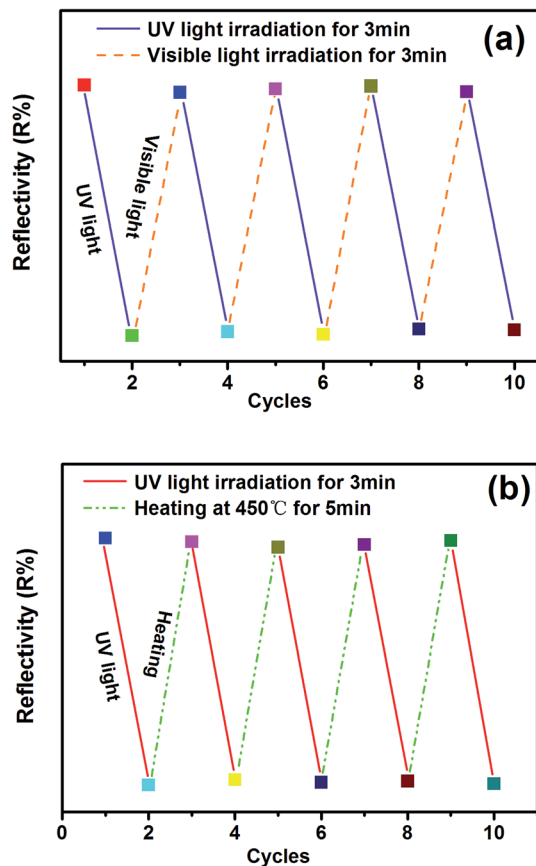 UV light irradiation for 3min
(a)
Visible light irradiation for 3min
Reflectivity (R%)
UV light
Visible light
2 4 6 8 10
Cycles
UV light irradiation for 3min
(b)
Heating at 450℃ for 5min
Reflectivity (R%)
UV light
Heating
0 2 4 6 8 10
Cycles